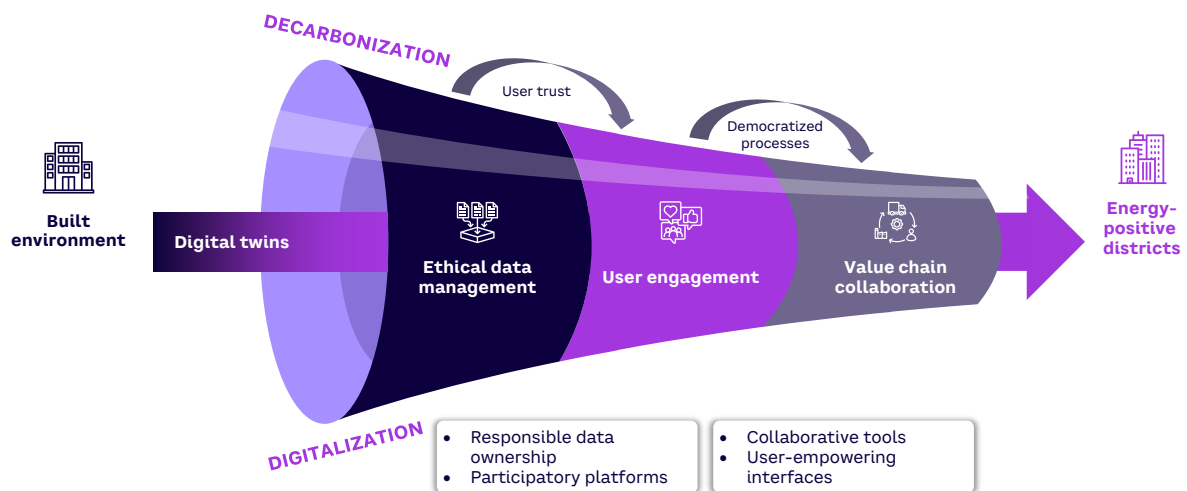 DECARBONIZATION
User trust
Democratized
processes
Built
environment
Digital twins
Ethical data
management
User engagement
Value chain
collaboration
Energy-
positive
districts
DIGITALIZATION
• Responsible data
ownership
• Participatory platforms
• Collaborative tools
• User-empowering
interfaces